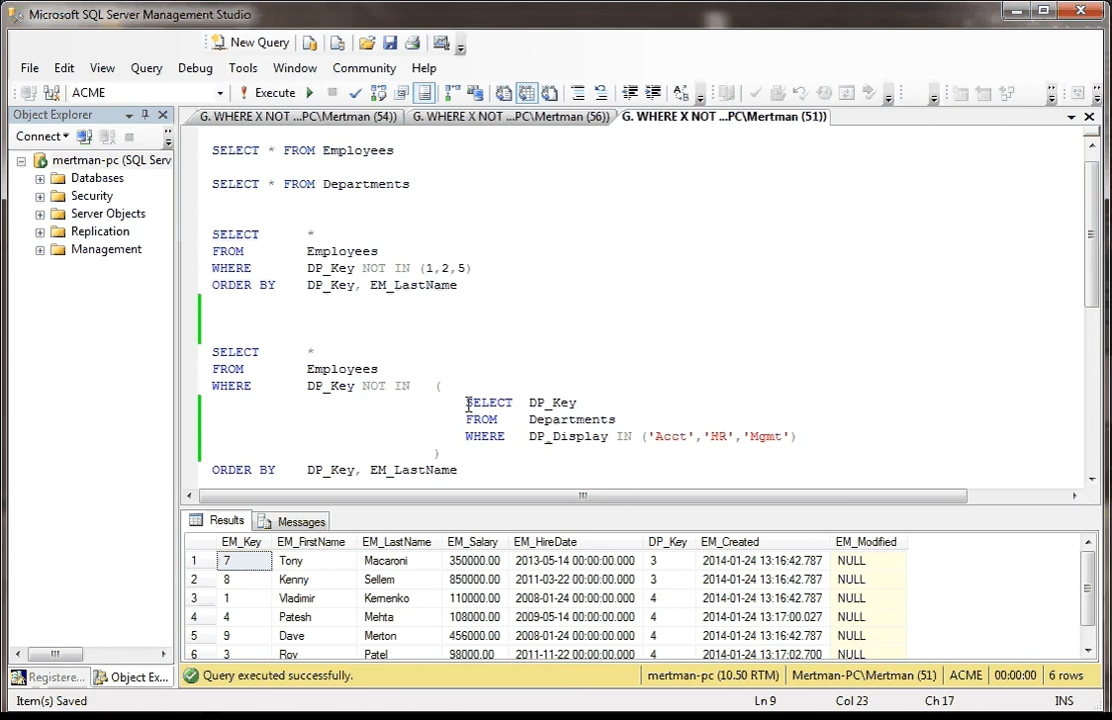 Microsoft SQL Server Management Studio
New Query
File Edit View Query Debug Tools Window Community Help
ACME Execute
Object Explorer
G. WHERE X NOT ...PC\Mertman (54)) G. WHERE X NOT ...PC\Mertman (56)) G. WHERE X NOT ...PC\Mertman (51))
Connect
mertman-pc (SQL Serv
Databases
Security
Server Objects
Replication
Management
SELECT * FROM Employees
SELECT * FROM Departments
SELECT *
FROM Employees
WHERE DP_Key NOT IN (1,2,5)
ORDER BY DP_Key, EM_LastName
SELECT *
FROM Employees
WHERE DP_Key NOT IN (
SELECT DP_Key
FROM Departments
WHERE DP_Display IN ('Acct','HR','Mgmt')
)
ORDER BY DP_Key, EM_LastName
Results Messages
EM_Key EM_FirstName EM_LastName EM_Salary EM_HireDate DP_Key EM_Created EM_Modified
1 7 Tony Macaroni 350000.00 2013-05-14 00:00:00.000 3 2014-01-24 13:16:42.787 NULL
2 8 Kenny Sellem 850000.00 2011-03-22 00:00:00.000 3 2014-01-24 13:16:42.787 NULL
3 1 Vladimir Kemenko 110000.00 2008-01-24 00:00:00.000 4 2014-01-24 13:16:42.787 NULL
4 4 Patesh Mehta 108000.00 2009-05-14 00:00:00.000 4 2014-01-24 13:17:00.027 NULL
5 9 Dave Merton 456000.00 2008-01-24 00:00:00.000 4 2014-01-24 13:16:42.787 NULL
6 3 Roy Patel 98000.00 2011-11-22 00:00:00.000 4 2014-01-24 13:17:02.700 NULL
Registere... Object Ex...
Query executed successfully. mertman-pc (10.50 RTM) Mertman-PC\Mertman (51) ACME 00:00:00 6 rows
Item(s) Saved Ln 9 Col 23 Ch 17 INS